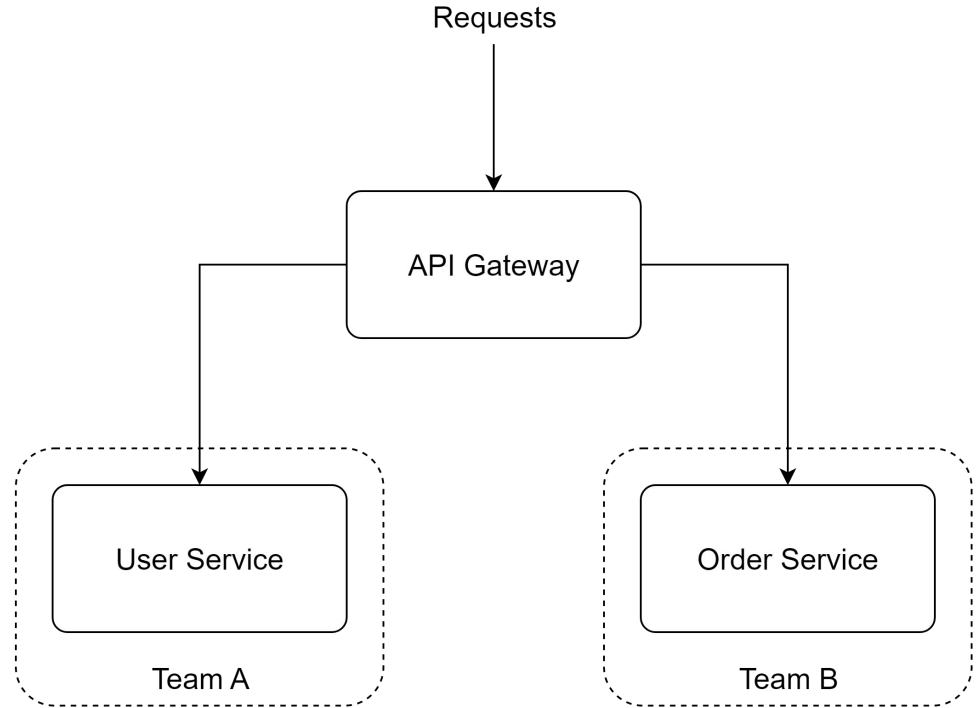 Requests
API Gateway
User Service
Order Service
Team A
Team B